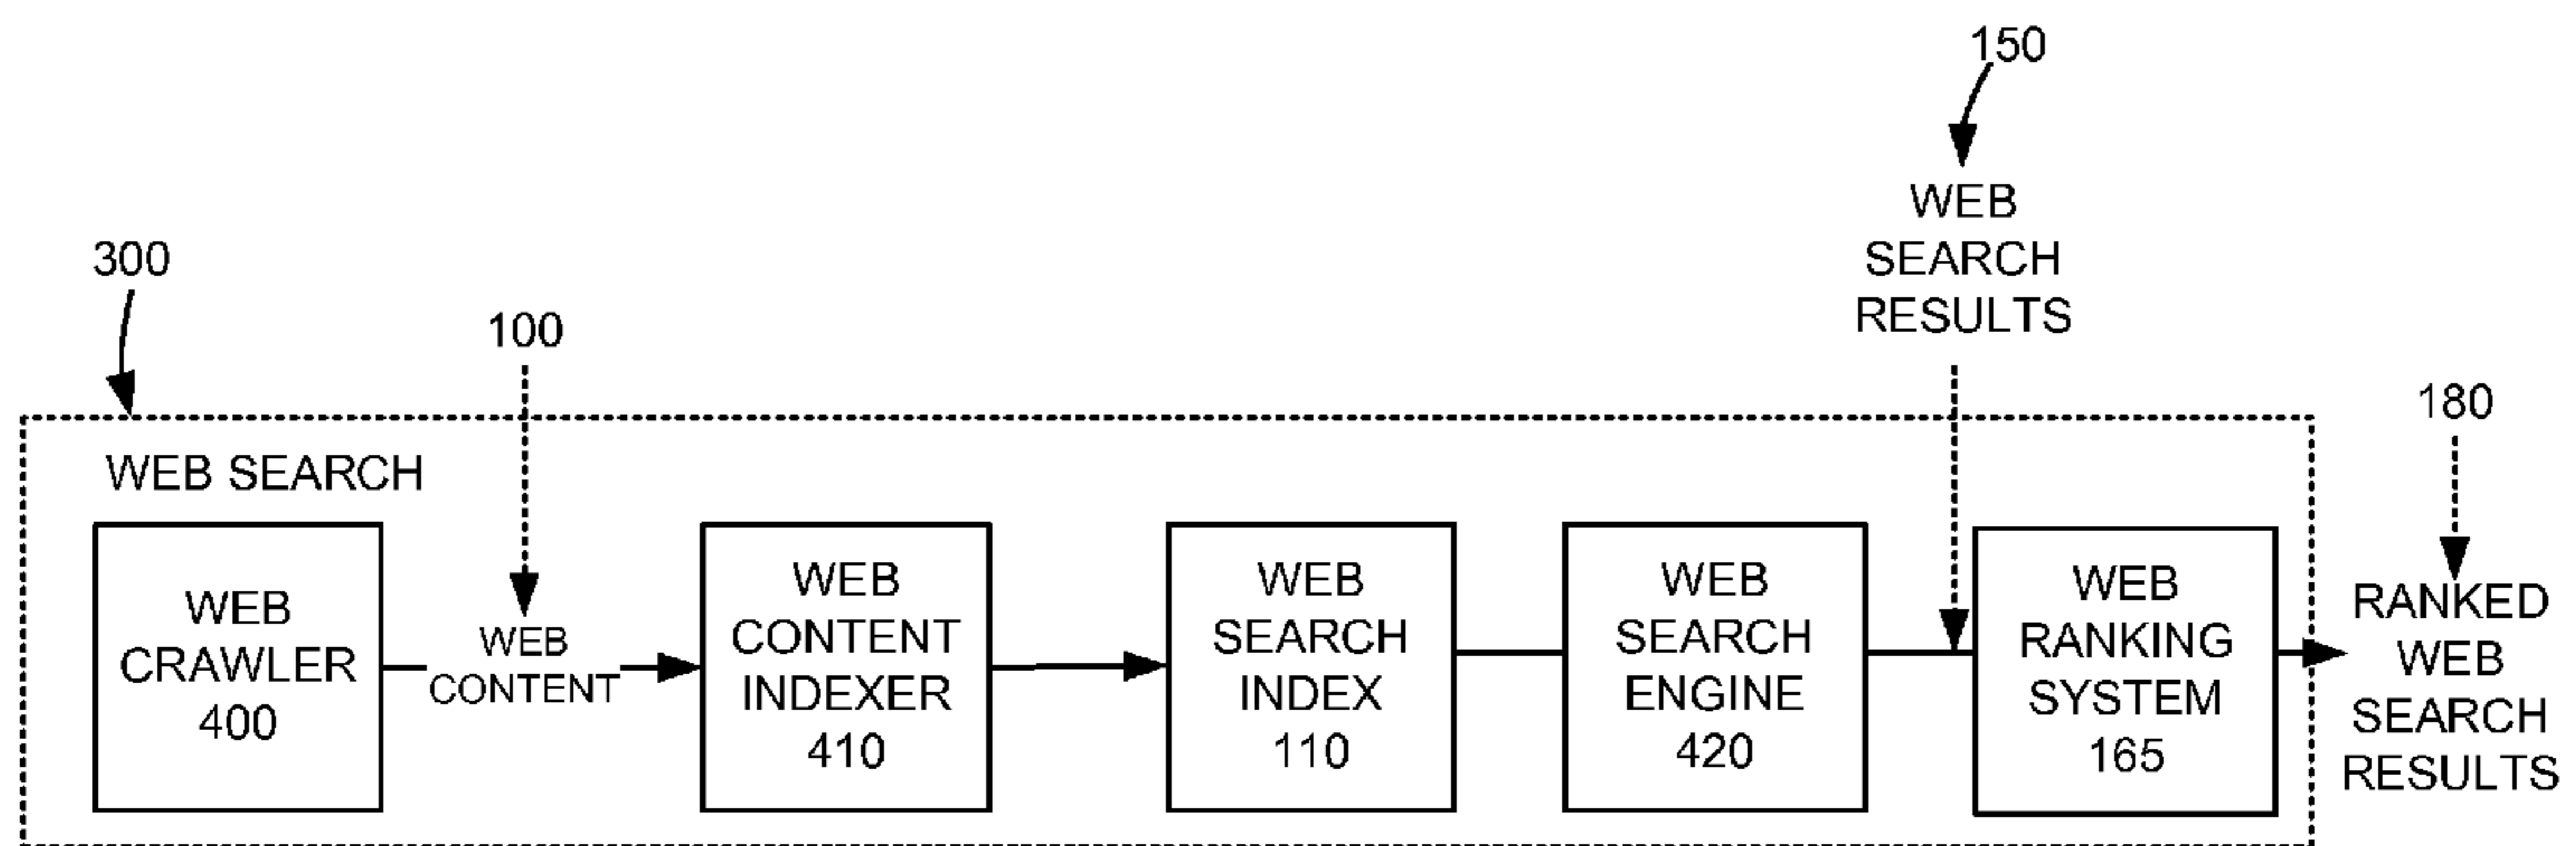 150
WEB
SEARCH
RESULTS
300
100
180
WEB SEARCH
WEB
CRAWLER
400
WEB
CONTENT
WEB
CONTENT
INDEXER
410
WEB
SEARCH
INDEX
110
WEB
SEARCH
ENGINE
420
WEB
RANKING
SYSTEM
165
RANKED
WEB
SEARCH
RESULTS